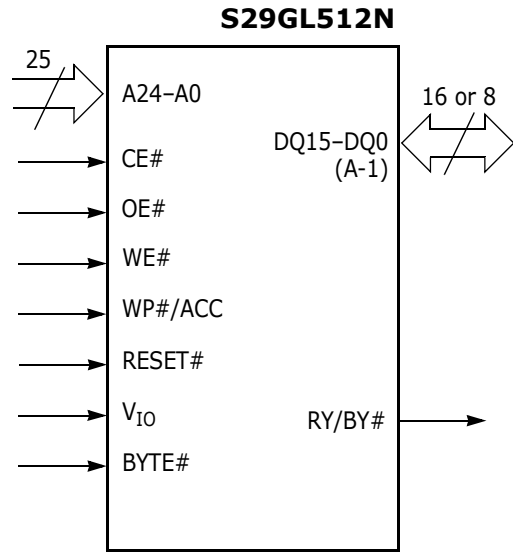 S29GL512N
25
A24–A0
16 or 8
CE#
DQ15–DQ0
(A-1)
OE#
WE#
WP#/ACC
RESET#
VIO
RY/BY#
BYTE#